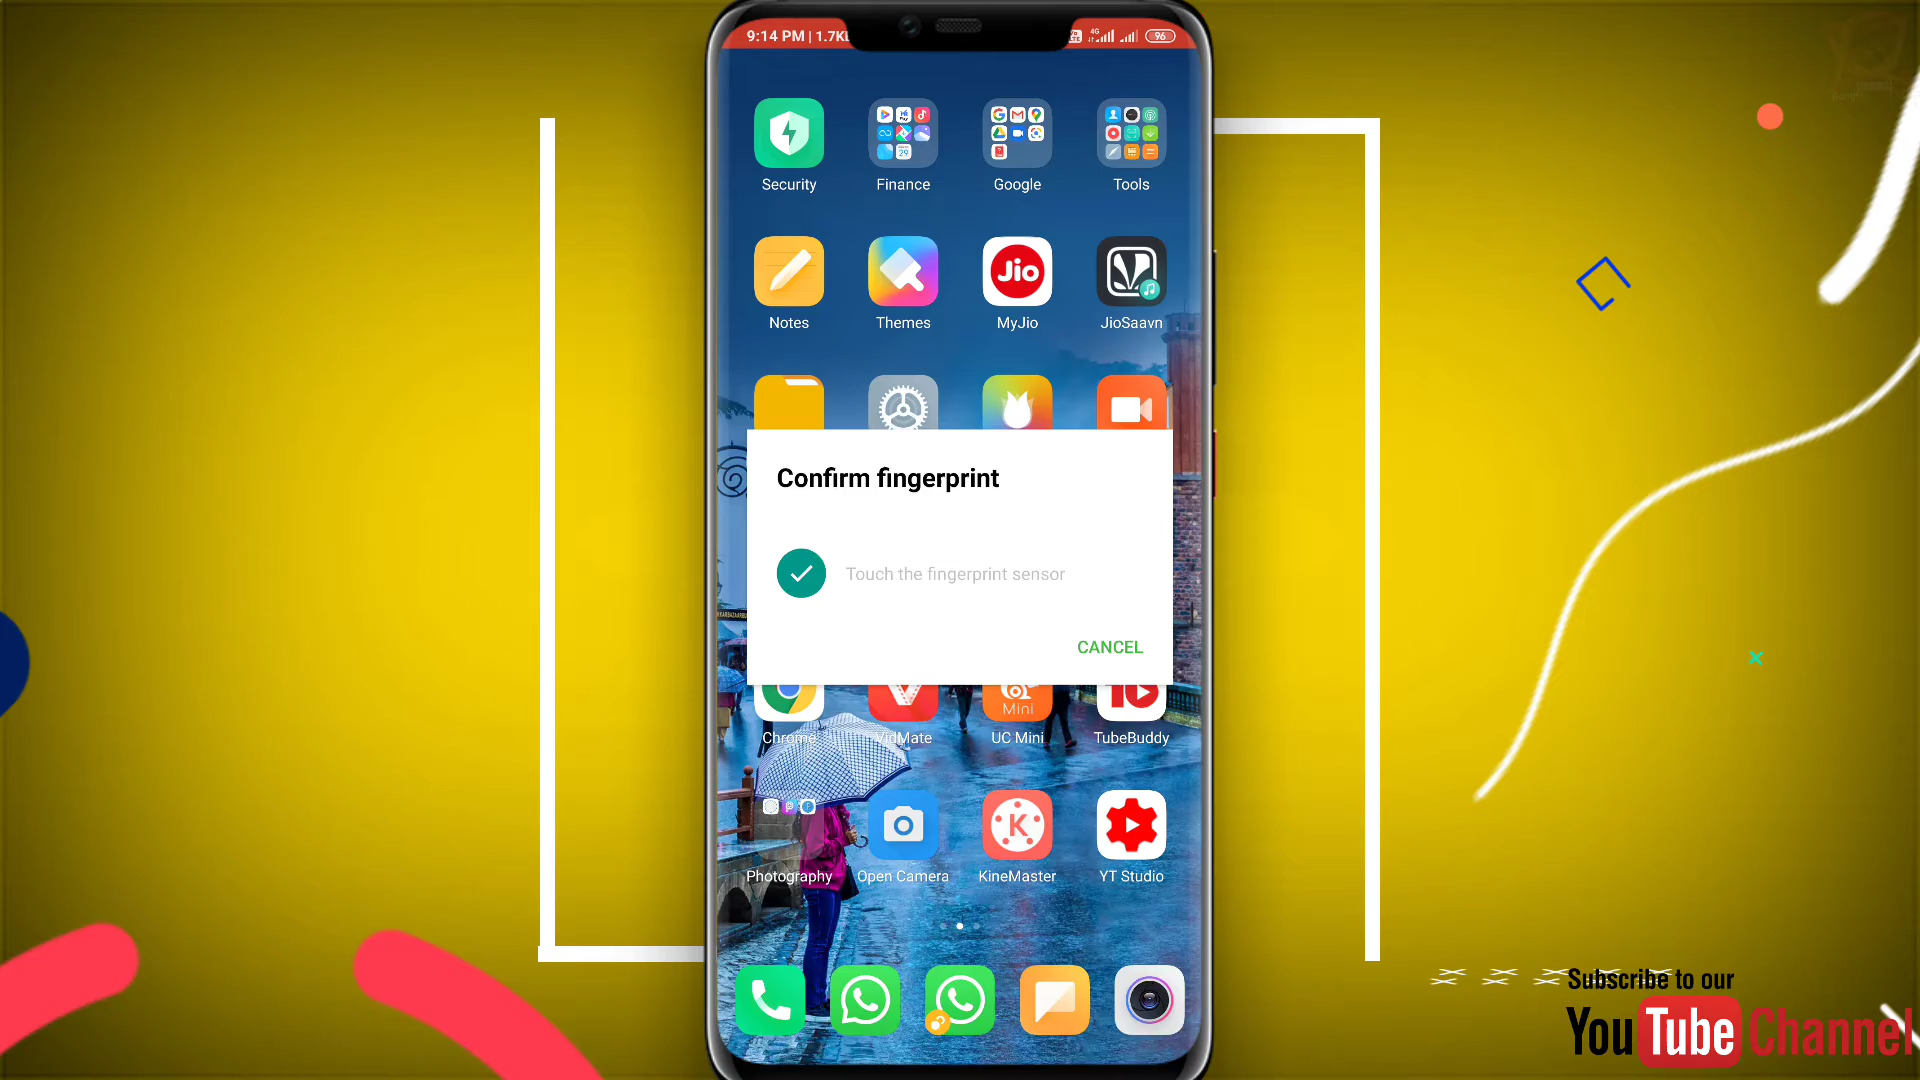 9:14 PM | 1.7K
4G
96
Security
Finance
Google
Tools
Notes
Themes
Jio
MyJio
JioSaavn
Confirm fingerprint
Touch the fingerprint sensor
CANCEL
Mini
Chrome
VidMate
UC Mini
TubeBuddy
K
Photography
Open Camera
KineMaster
YT Studio
Subscribe to our
YouTube Channel